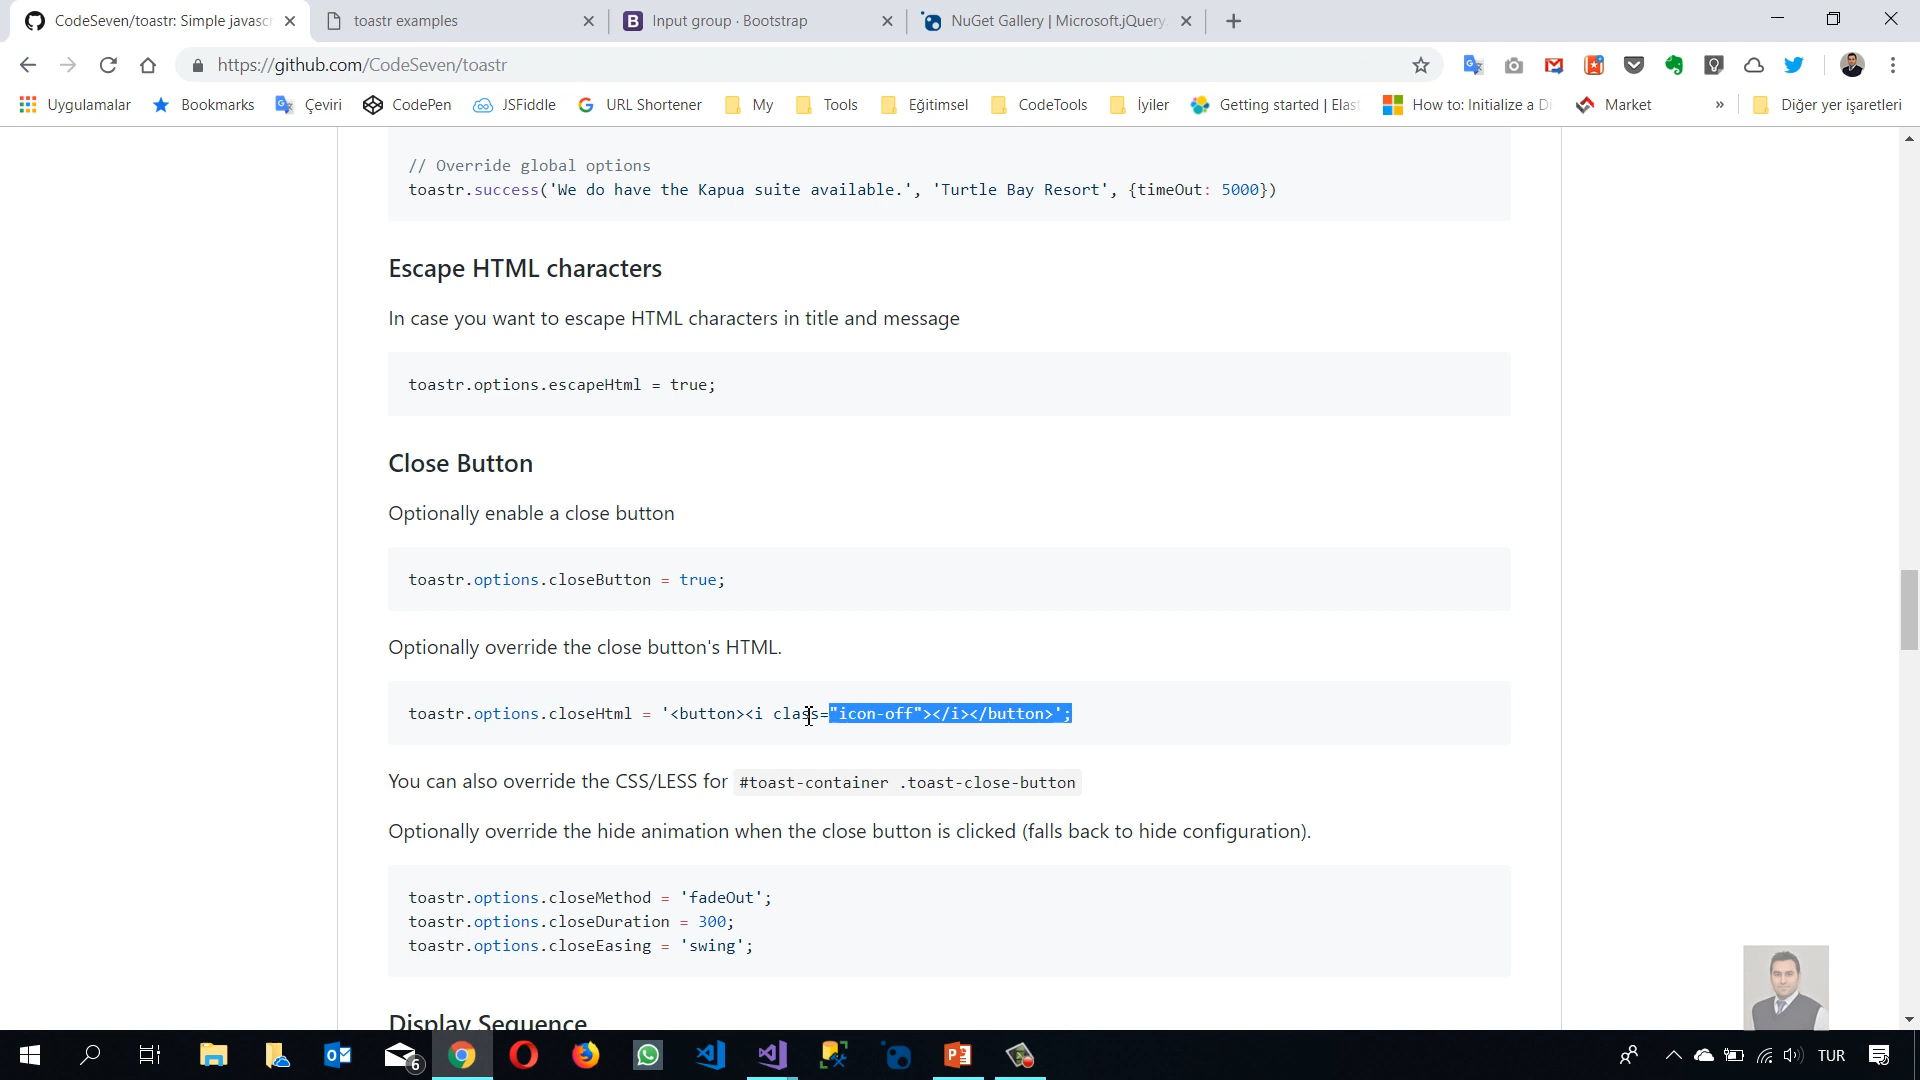 CodeSeven/toastr: Simple javasc
toastr examples
Input group · Bootstrap
NuGet Gallery | Microsoft.jQuery.
https://github.com/CodeSeven/toastr
Uygulamalar
Bookmarks
Çeviri
CodePen
JSFiddle
URL Shortener
My
Tools
Eğitimsel
CodeTools
İyiler
Getting started | Elast
How to: Initialize a D
Market
»
Diğer yer işaretleri
// Override global options
toastr.success('We do have the Kapua suite available.', 'Turtle Bay Resort', {timeOut: 5000})
Escape HTML characters
In case you want to escape HTML characters in title and message
toastr.options.escapeHtml = true;
Close Button
Optionally enable a close button
toastr.options.closeButton = true;
Optionally override the close button's HTML.
toastr.options.closeHtml = '<button><i class="icon-off"></i></button>';
You can also override the CSS/LESS for #toast-container .toast-close-button
Optionally override the hide animation when the close button is clicked (falls back to hide configuration).
toastr.options.closeMethod = 'fadeOut';
toastr.options.closeDuration = 300;
toastr.options.closeEasing = 'swing';
Display Sequence
6
TUR